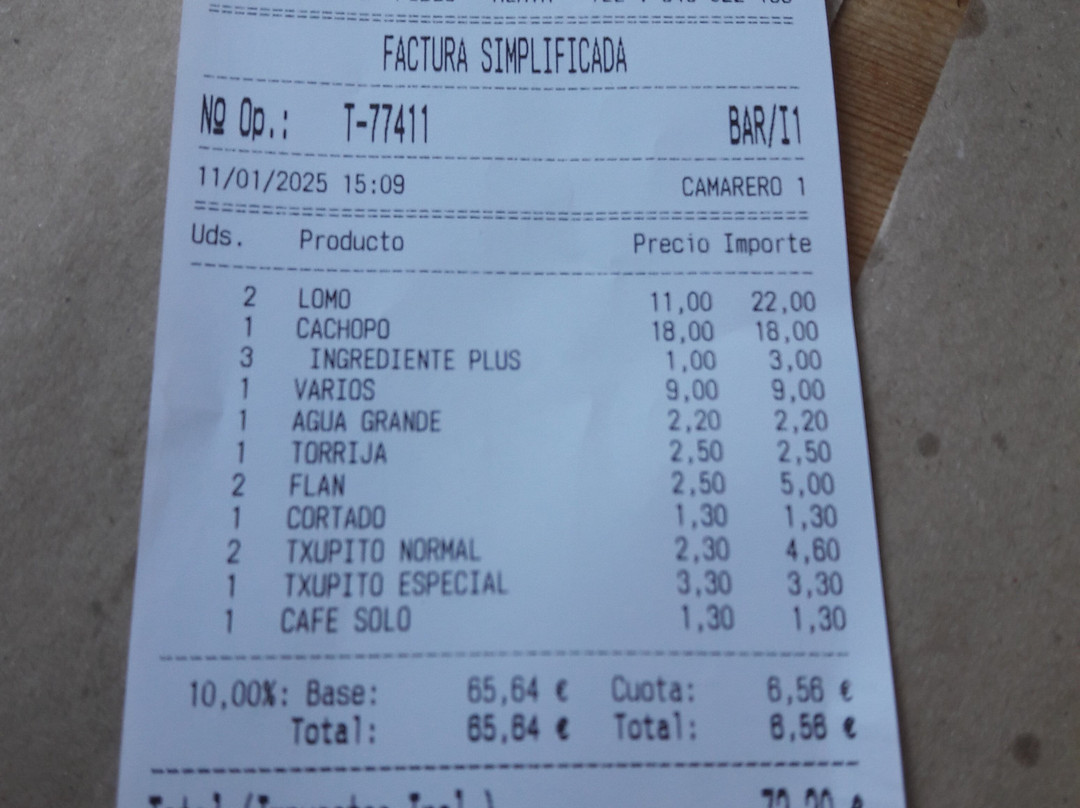 FACTURA SIMPLIFICADA
Nº Op.: T-77411 BAR/I1
11/01/2025 15:09 CAMARERO 1
Uds. Producto Precio Importe
2 LOMO 11,00 22,00
1 CACHOPO 18,00 18,00
3 INGREDIENTE PLUS 1,00 3,00
1 VARIOS 9,00 9,00
1 AGUA GRANDE 2,20 2,20
1 TORRIJA 2,50 2,50
2 FLAN 2,50 5,00
1 CORTADO 1,30 1,30
2 TXUPITO NORMAL 2,30 4,60
1 TXUPITO ESPECIAL 3,30 3,30
1 CAFE SOLO 1,30 1,30
10,00%: Base: 65,64 € Cuota: 6,56 €
Total: 65,64 € Total: 6,56 €
Total (Impuestos Incl.)